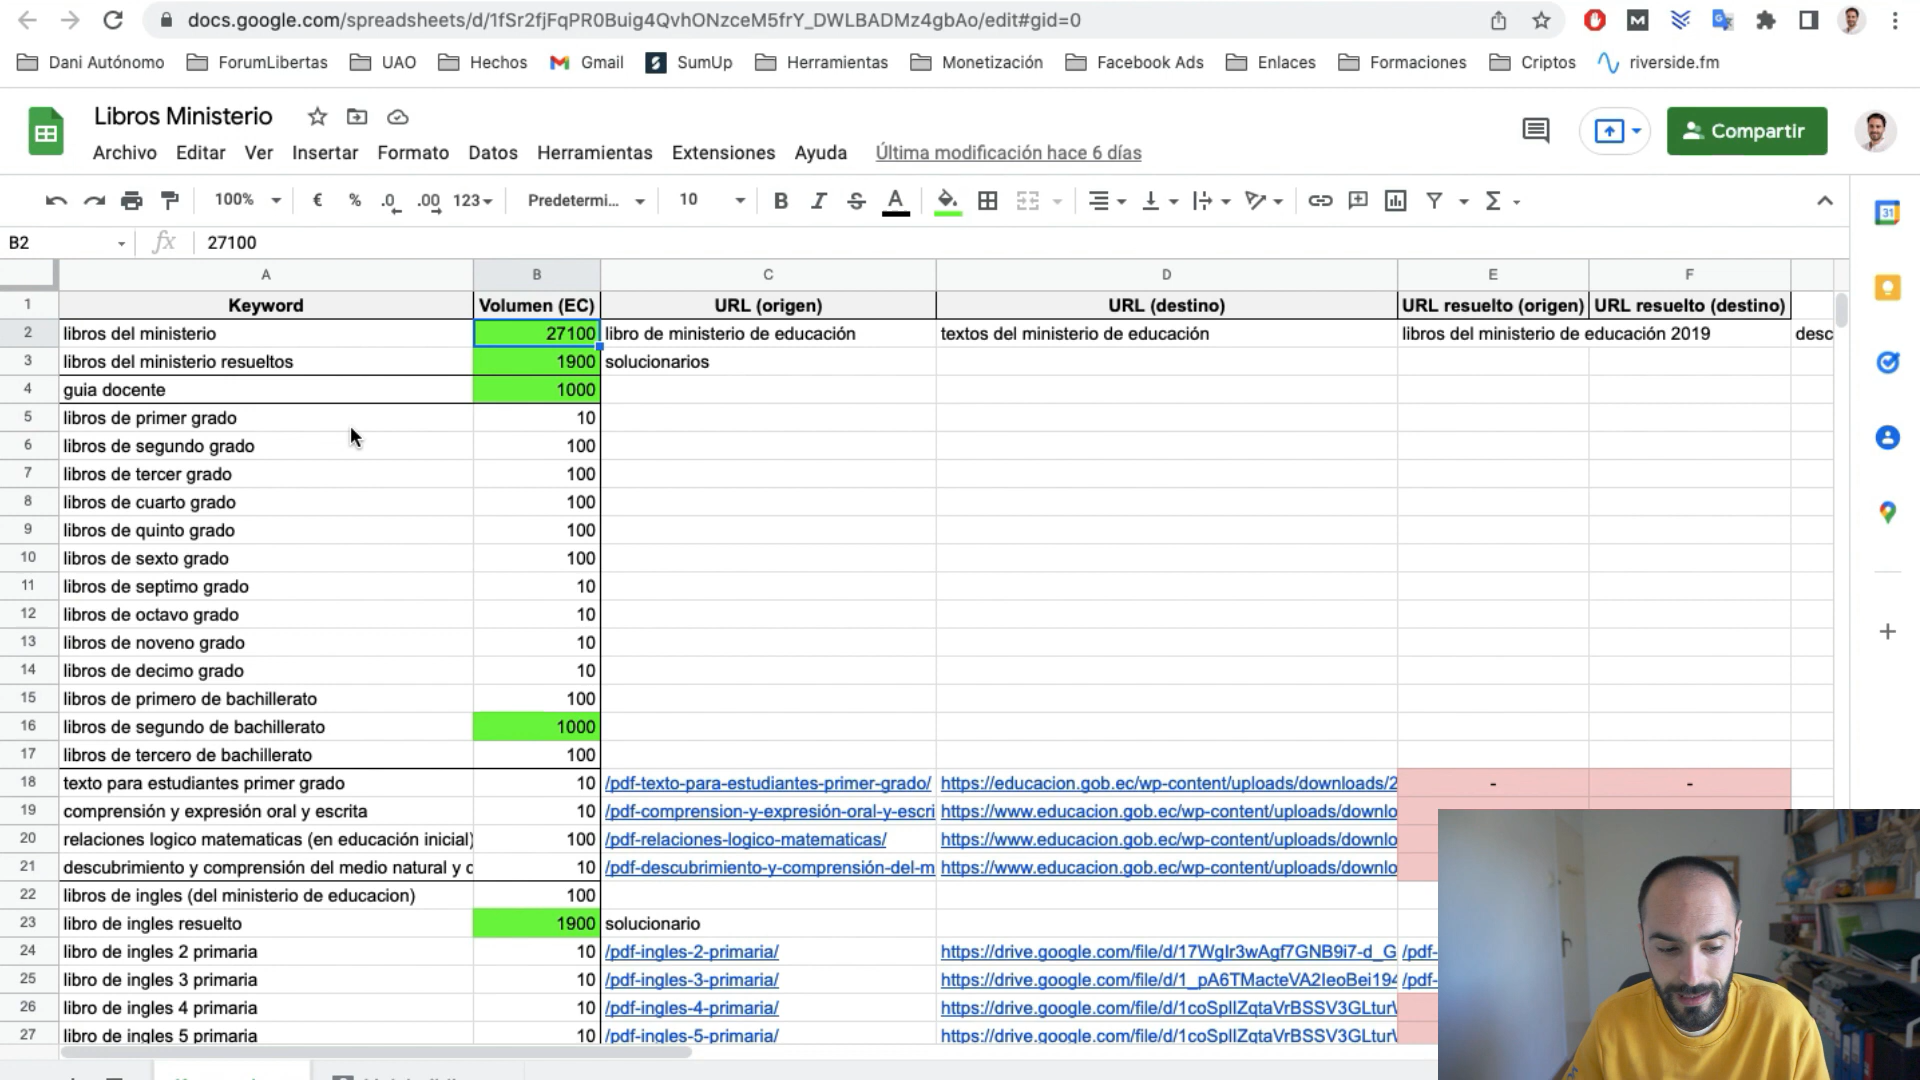 docs.google.com/spreadsheets/d/1fSr2fjFqPR0Buig4QvhONzceM5frY_DWLBADMz4gbAo/edit#gid=0
Dani Autónomo ForumLibertas UAO Hechos Gmail SumUp Herramientas Monetización Facebook Ads Enlaces Formaciones Criptos riverside.fm
Libros Ministerio
Compartir
Archivo Editar Ver Insertar Formato Datos Herramientas Extensiones Ayuda Última modificación hace 6 días
100% € % .0 .00 123 Predetermi... 10 B I S A
B2 fx 27100
A B C D E F
1 Keyword Volumen (EC) URL (origen) URL (destino) URL resuelto (origen) URL resuelto (destino)
2 libros del ministerio 27100 libro de ministerio de educación textos del ministerio de educación libros del ministerio de educación 2019 desc
3 libros del ministerio resueltos 1900 solucionarios
4 guia docente 1000
5 libros de primer grado 10
6 libros de segundo grado 100
7 libros de tercer grado 100
8 libros de cuarto grado 100
9 libros de quinto grado 100
10 libros de sexto grado 100
11 libros de septimo grado 10
12 libros de octavo grado 10
13 libros de noveno grado 10
14 libros de decimo grado 10
15 libros de primero de bachillerato 100
16 libros de segundo de bachillerato 1000
17 libros de tercero de bachillerato 100
18 texto para estudiantes primer grado 10 /pdf-texto-para-estudiantes-primer-grado/ https://educacion.gob.ec/wp-content/uploads/downloads/2 - -
19 comprensión y expresión oral y escrita 10 /pdf-comprension-y-expresión-oral-y-escri https://www.educacion.gob.ec/wp-content/uploads/downlo
20 relaciones logico matematicas (en educación inicial) 100 /pdf-relaciones-logico-matematicas/ https://www.educacion.gob.ec/wp-content/uploads/downlo
21 descubrimiento y comprensión del medio natural y c 10 /pdf-descubrimiento-y-comprensión-del-m https://www.educacion.gob.ec/wp-content/uploads/downlo
22 libros de ingles (del ministerio de educacion) 100
23 libro de ingles resuelto 1900 solucionario
24 libro de ingles 2 primaria 10 /pdf-ingles-2-primaria/ https://drive.google.com/file/d/17WgIr3wAgf7GNB9i7-d_G /pdf-
25 libro de ingles 3 primaria 10 /pdf-ingles-3-primaria/ https://drive.google.com/file/d/1_pA6TMacteVA2IeoBei194 /pdf-
26 libro de ingles 4 primaria 10 /pdf-ingles-4-primaria/ https://drive.google.com/file/d/1coSpIIZqtaVrBSSV3GLturV
27 libro de ingles 5 primaria 10 /pdf-ingles-5-primaria/ https://drive.google.com/file/d/1coSpIIZqtaVrBSSV3GLturV